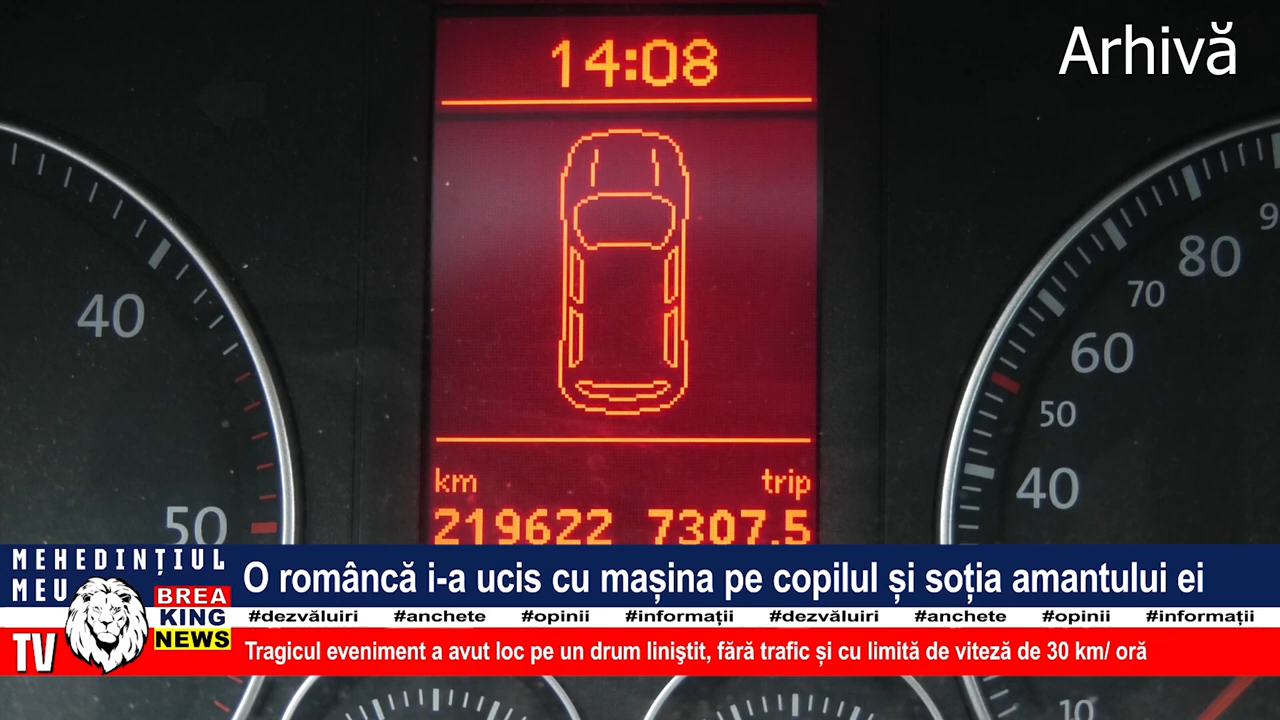 Arhivă
14:08
40
50
9
80
70
60
50
40
10
km trip
219622 7307.5
MEHEDINȚIUL
MEU
TV
BREA
KING
NEWS
O româncă i-a ucis cu mașina pe copilul și soția amantului ei
#dezvăluiri #anchete #opinii #informații #dezvăluiri #anchete #opinii #informații
Tragicul eveniment a avut loc pe un drum liniştit, fără trafic și cu limită de viteză de 30 km/ oră